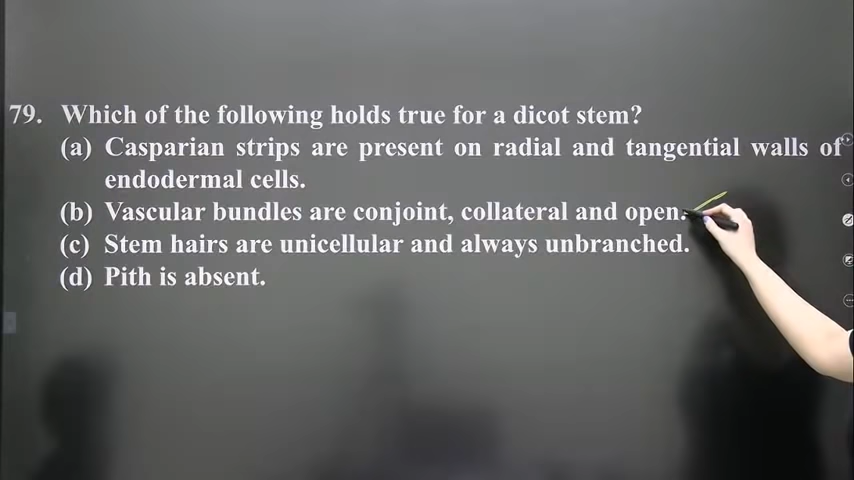 79. Which of the following holds true for a dicot stem?
(a) Casparian strips are present on radial and tangential walls of
endodermal cells.
(b) Vascular bundles are conjoint, collateral and open.
(c) Stem hairs are unicellular and always unbranched.
(d) Pith is absent.